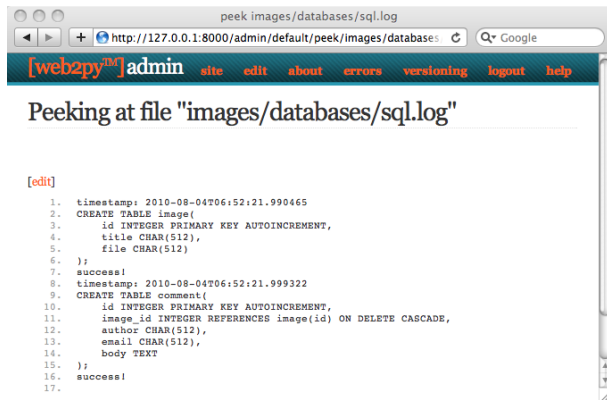 peek images/databases/sql.log
http://127.0.0.1:8000/admin/default/peek/images/databases
Google
[web2py™]admin site edit about errors versioning logout help
Peeking at file "images/databases/sql.log"
[edit]
1. timestamp: 2010-08-04T06:52:21.990465
2. CREATE TABLE image(
3. id INTEGER PRIMARY KEY AUTOINCREMENT,
4. title CHAR(512),
5. file CHAR(512)
6. );
7. success!
8. timestamp: 2010-08-04T06:52:21.999322
9. CREATE TABLE comment(
10. id INTEGER PRIMARY KEY AUTOINCREMENT,
11. image_id INTEGER REFERENCES image(id) ON DELETE CASCADE,
12. author CHAR(512),
13. email CHAR(512),
14. body TEXT
15. );
16. success!
17.